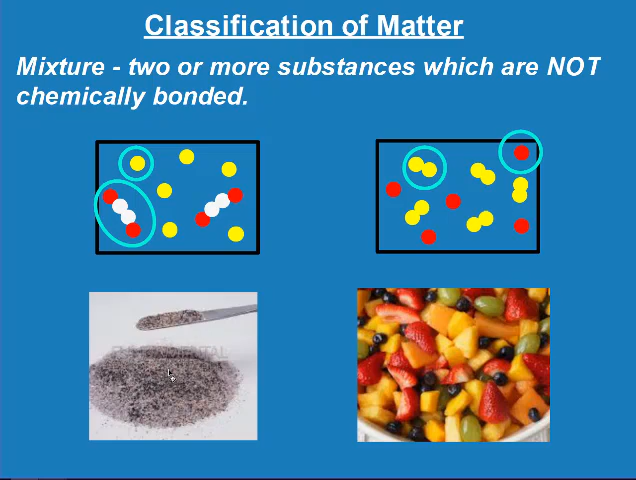 Classification of Matter
Mixture - two or more substances which are NOT
chemically bonded.